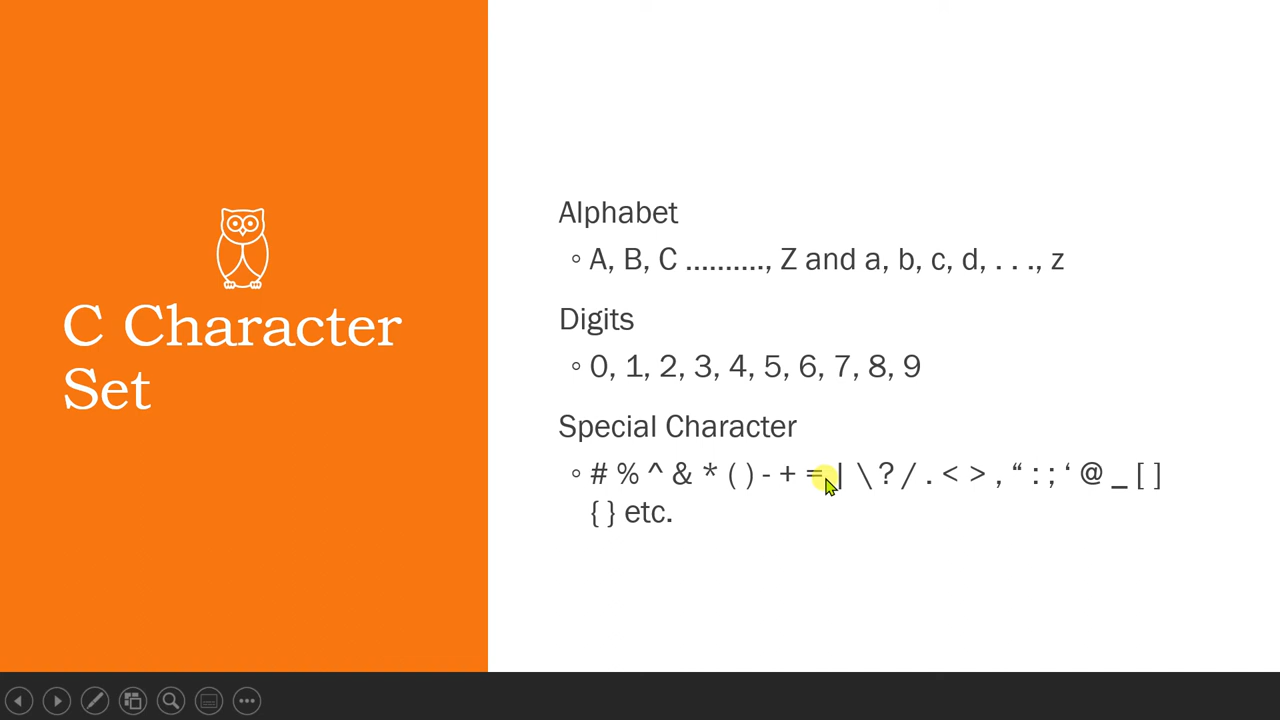 C Character
Set
Alphabet
◦ A, B, C .........., Z and a, b, c, d, . . ., z
Digits
◦ 0, 1, 2, 3, 4, 5, 6, 7, 8, 9
Special Character
◦ # % ^ & * ( ) - + = | \ ? / . < > , “ : ; ‘ @ _ [ ]
{ } etc.